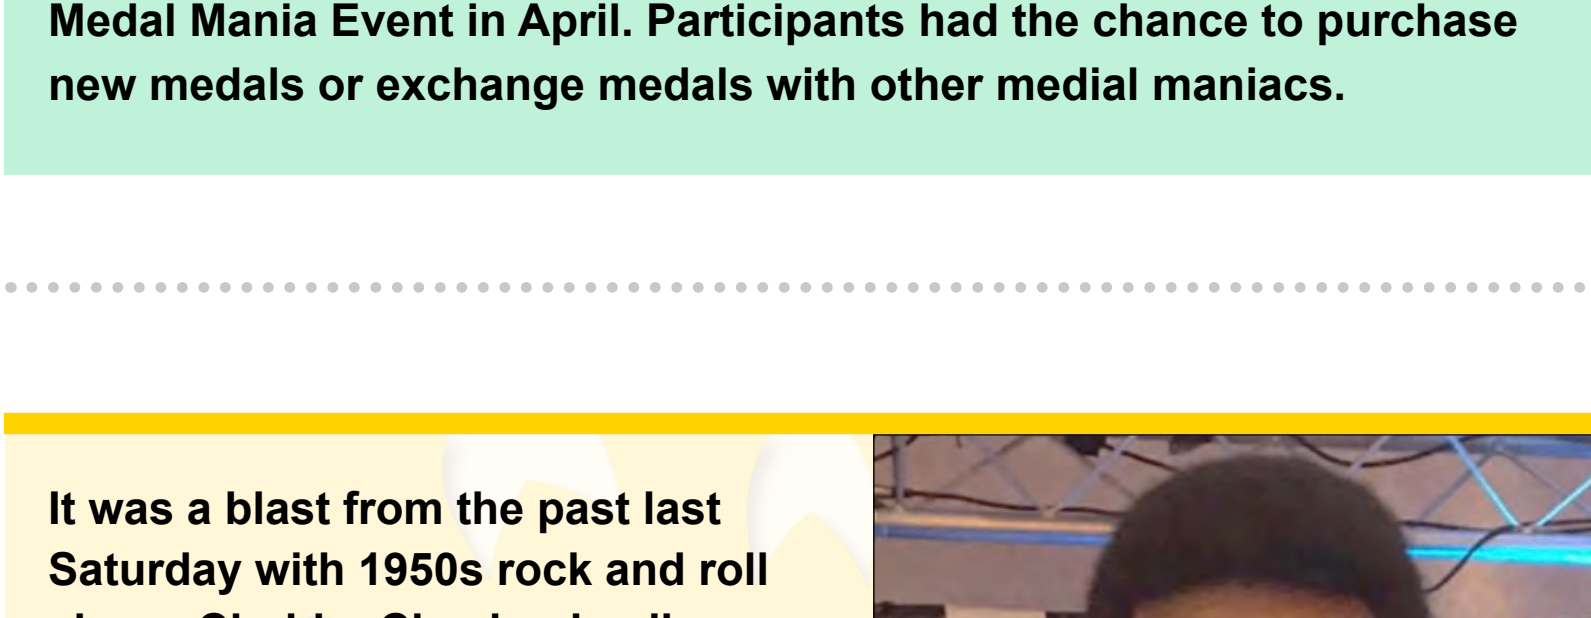 Medal Mania Event in April. Participants had the chance to purchase
new medals or exchange medals with other medial maniacs.
It was a blast from the past last
Saturday with 1950s rock and roll